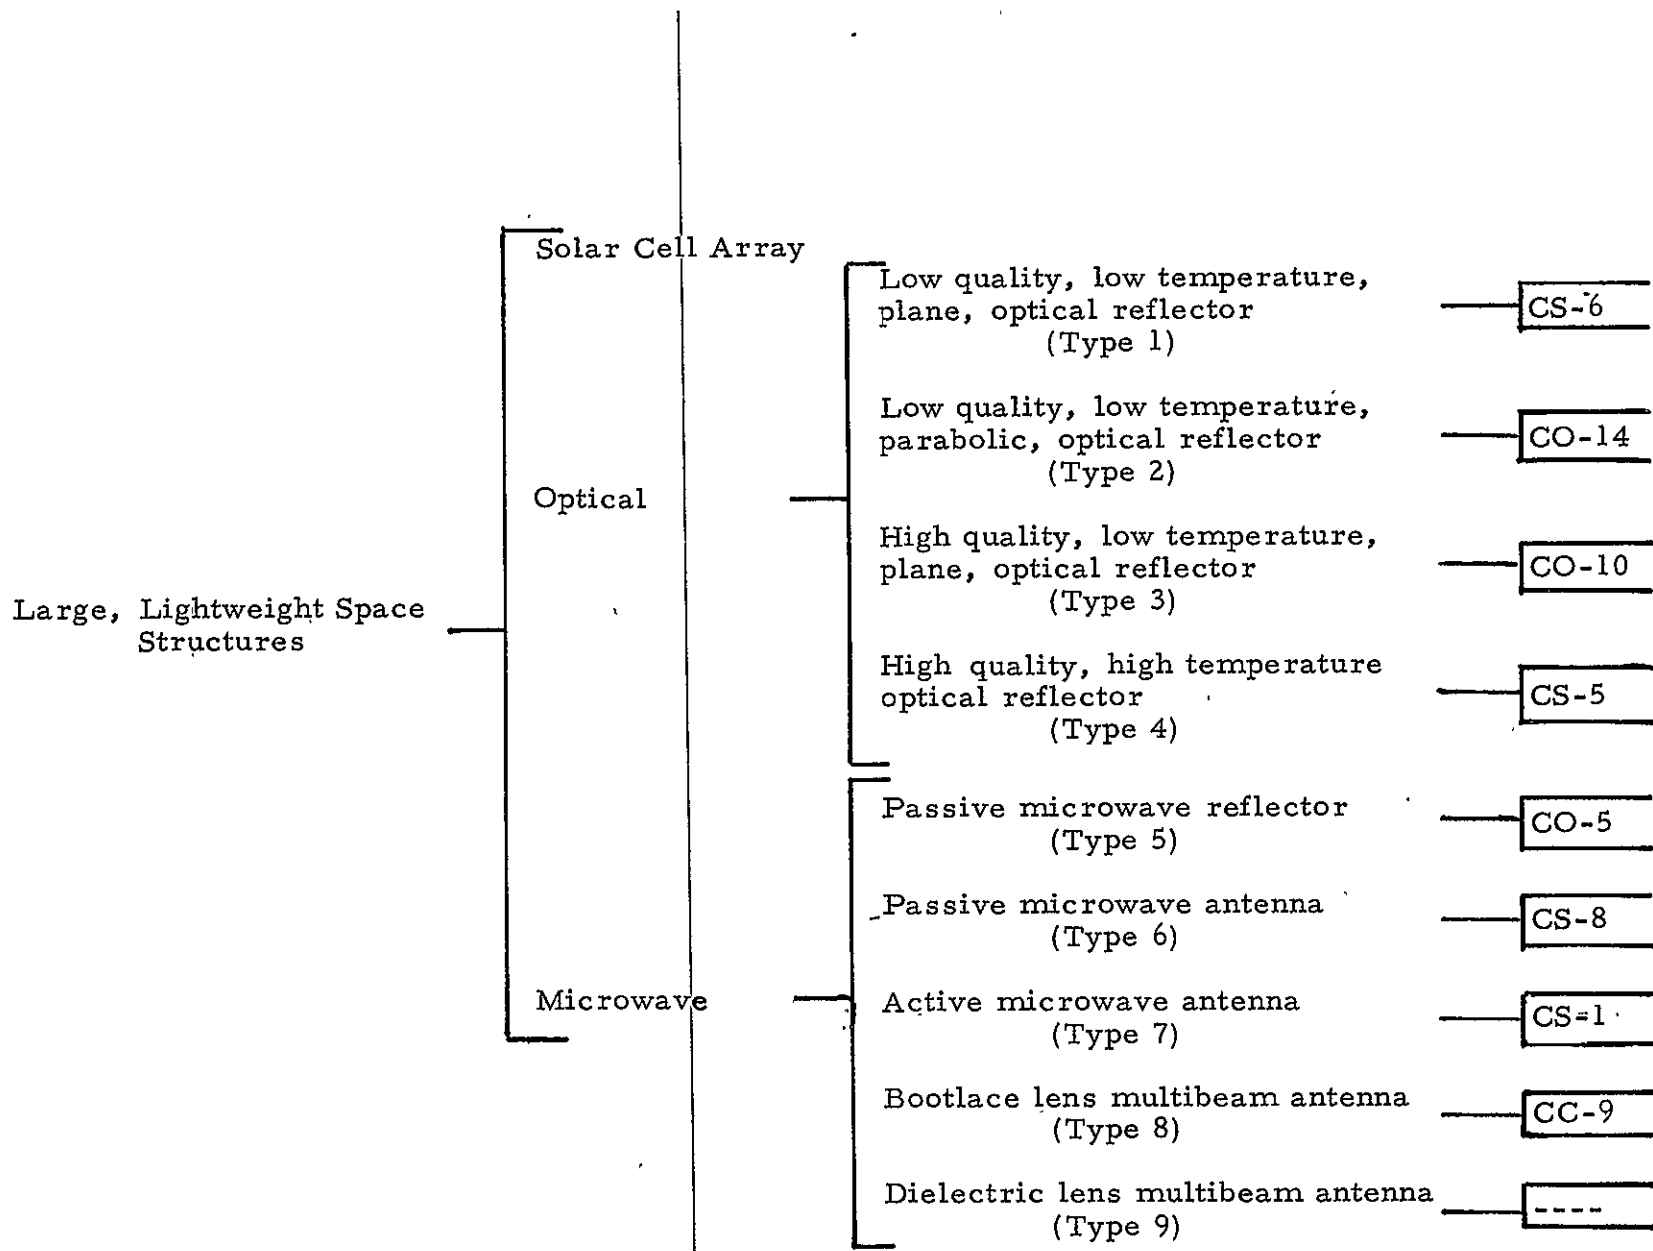 Solar Cell Array
Low quality, low temperature,
plane, optical reflector
(Type 1)
CS-6
Low quality, low temperature,
parabolic, optical reflector
(Type 2)
CO-14
Optical
High quality, low temperature,
plane, optical reflector
(Type 3)
CO-10
Large, Lightweight Space
Structures
High quality, high temperature
optical reflector
(Type 4)
CS-5
Passive microwave reflector
(Type 5)
CO-5
Passive microwave antenna
(Type 6)
CS-8
Microwave
Active microwave antenna
(Type 7)
CS=1
Bootlace lens multibeam antenna
(Type 8)
CC-9
Dielectric lens multibeam antenna
(Type 9)
----